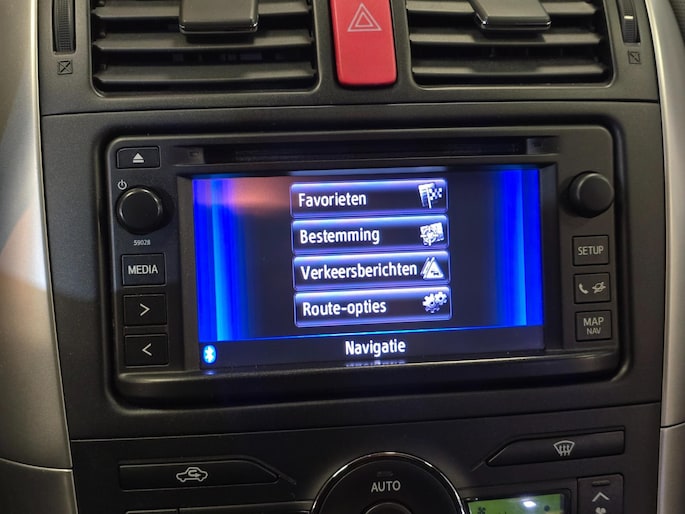 59028
MEDIA
Favorieten
Bestemming
Verkeersberichten
Route-opties
Navigatie
SETUP
MAP
NAV
AUTO